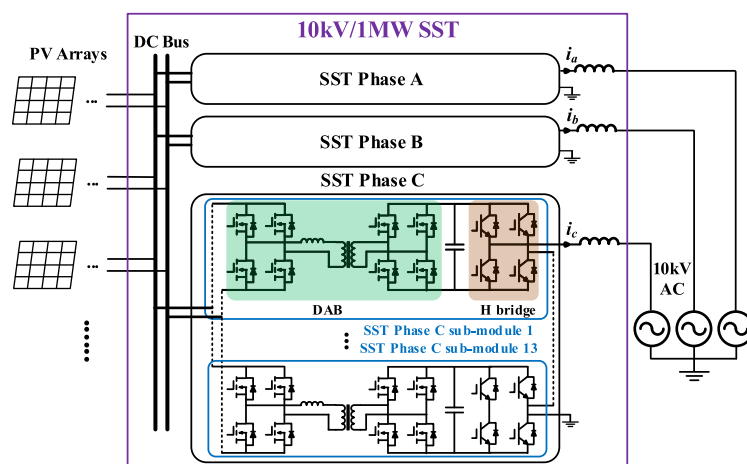 10kV/1MW SST
PV Arrays
DC Bus
SST Phase A
i_a
SST Phase B
i_b
SST Phase C
i_c
10kV
AC
DAB
H bridge
SST Phase C sub-module 1
SST Phase C sub-module 13